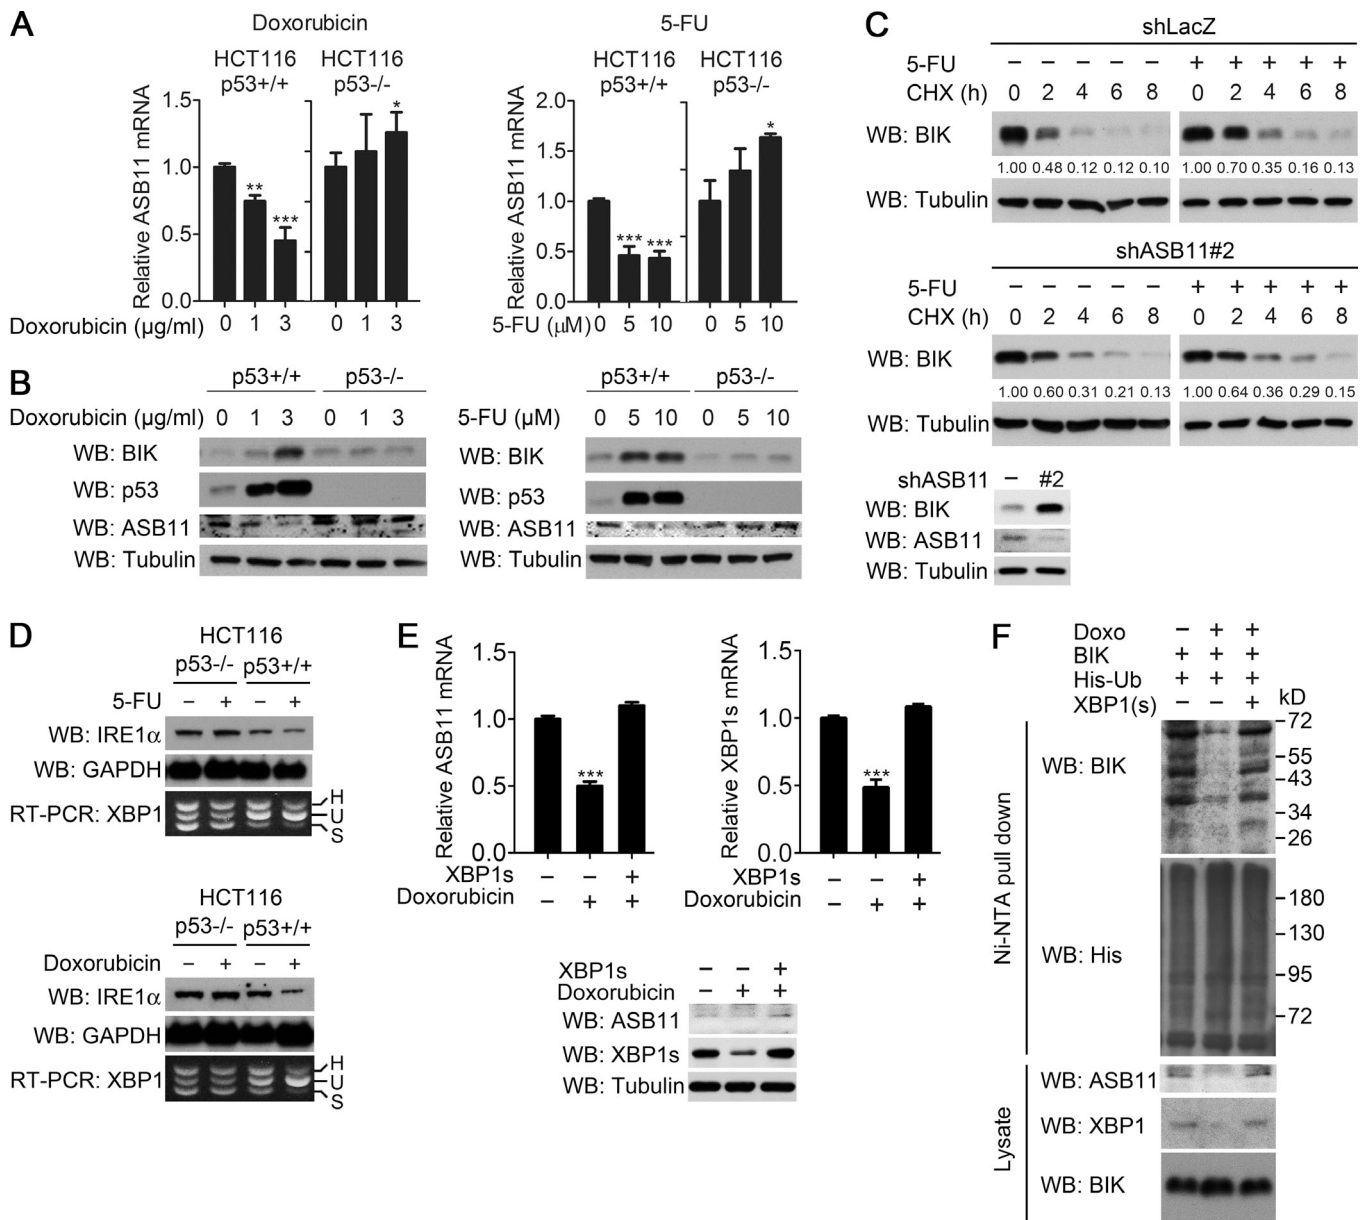 A
Doxorubicin
HCT116
p53+/+
HCT116
p53-/-
Relative ASB11 mRNA
1.5
1.0
0.5
0.0
**
***
*
Doxorubicin (µg/ml) 0 1 3 0 1 3
5-FU
HCT116
p53+/+
HCT116
p53-/-
Relative ASB11 mRNA
2.0
1.5
1.0
0.5
0.0
***
***
*
5-FU (µM) 0 5 10 0 5 10
B
p53+/+ p53-/-
Doxorubicin (µg/ml) 0 1 3 0 1 3
WB: BIK
WB: p53
WB: ASB11
WB: Tubulin
p53+/+ p53-/-
5-FU (µM) 0 5 10 0 5 10
WB: BIK
WB: p53
WB: ASB11
WB: Tubulin
C
shLacZ
5-FU − − − − − + + + + +
CHX (h) 0 2 4 6 8 0 2 4 6 8
WB: BIK
1.00 0.48 0.12 0.12 0.10 1.00 0.70 0.35 0.16 0.13
WB: Tubulin
shASB11#2
5-FU − − − − − + + + + +
CHX (h) 0 2 4 6 8 0 2 4 6 8
WB: BIK
1.00 0.60 0.31 0.21 0.13 1.00 0.64 0.36 0.29 0.15
WB: Tubulin
shASB11 − #2
WB: BIK
WB: ASB11
WB: Tubulin
D
HCT116
p53-/- p53+/+
5-FU − + − +
WB: IRE1α
WB: GAPDH
RT-PCR: XBP1
H
U
S
HCT116
p53-/- p53+/+
Doxorubicin − + − +
WB: IRE1α
WB: GAPDH
RT-PCR: XBP1
H
U
S
E
Relative ASB11 mRNA
1.5
1.0
0.5
0.0
***
XBP1s − − +
Doxorubicin − + +
Relative XBP1s mRNA
1.5
1.0
0.5
0.0
***
XBP1s − − +
Doxorubicin − + +
XBP1s − − +
Doxorubicin − + +
WB: ASB11
WB: XBP1s
WB: Tubulin
F
Doxo − + +
BIK + + +
His-Ub + + +
XBP1(s) − − +
kD
Ni-NTA pull down
WB: BIK
72
55
43
34
26
WB: His
180
130
95
72
Lysate
WB: ASB11
WB: XBP1
WB: BIK